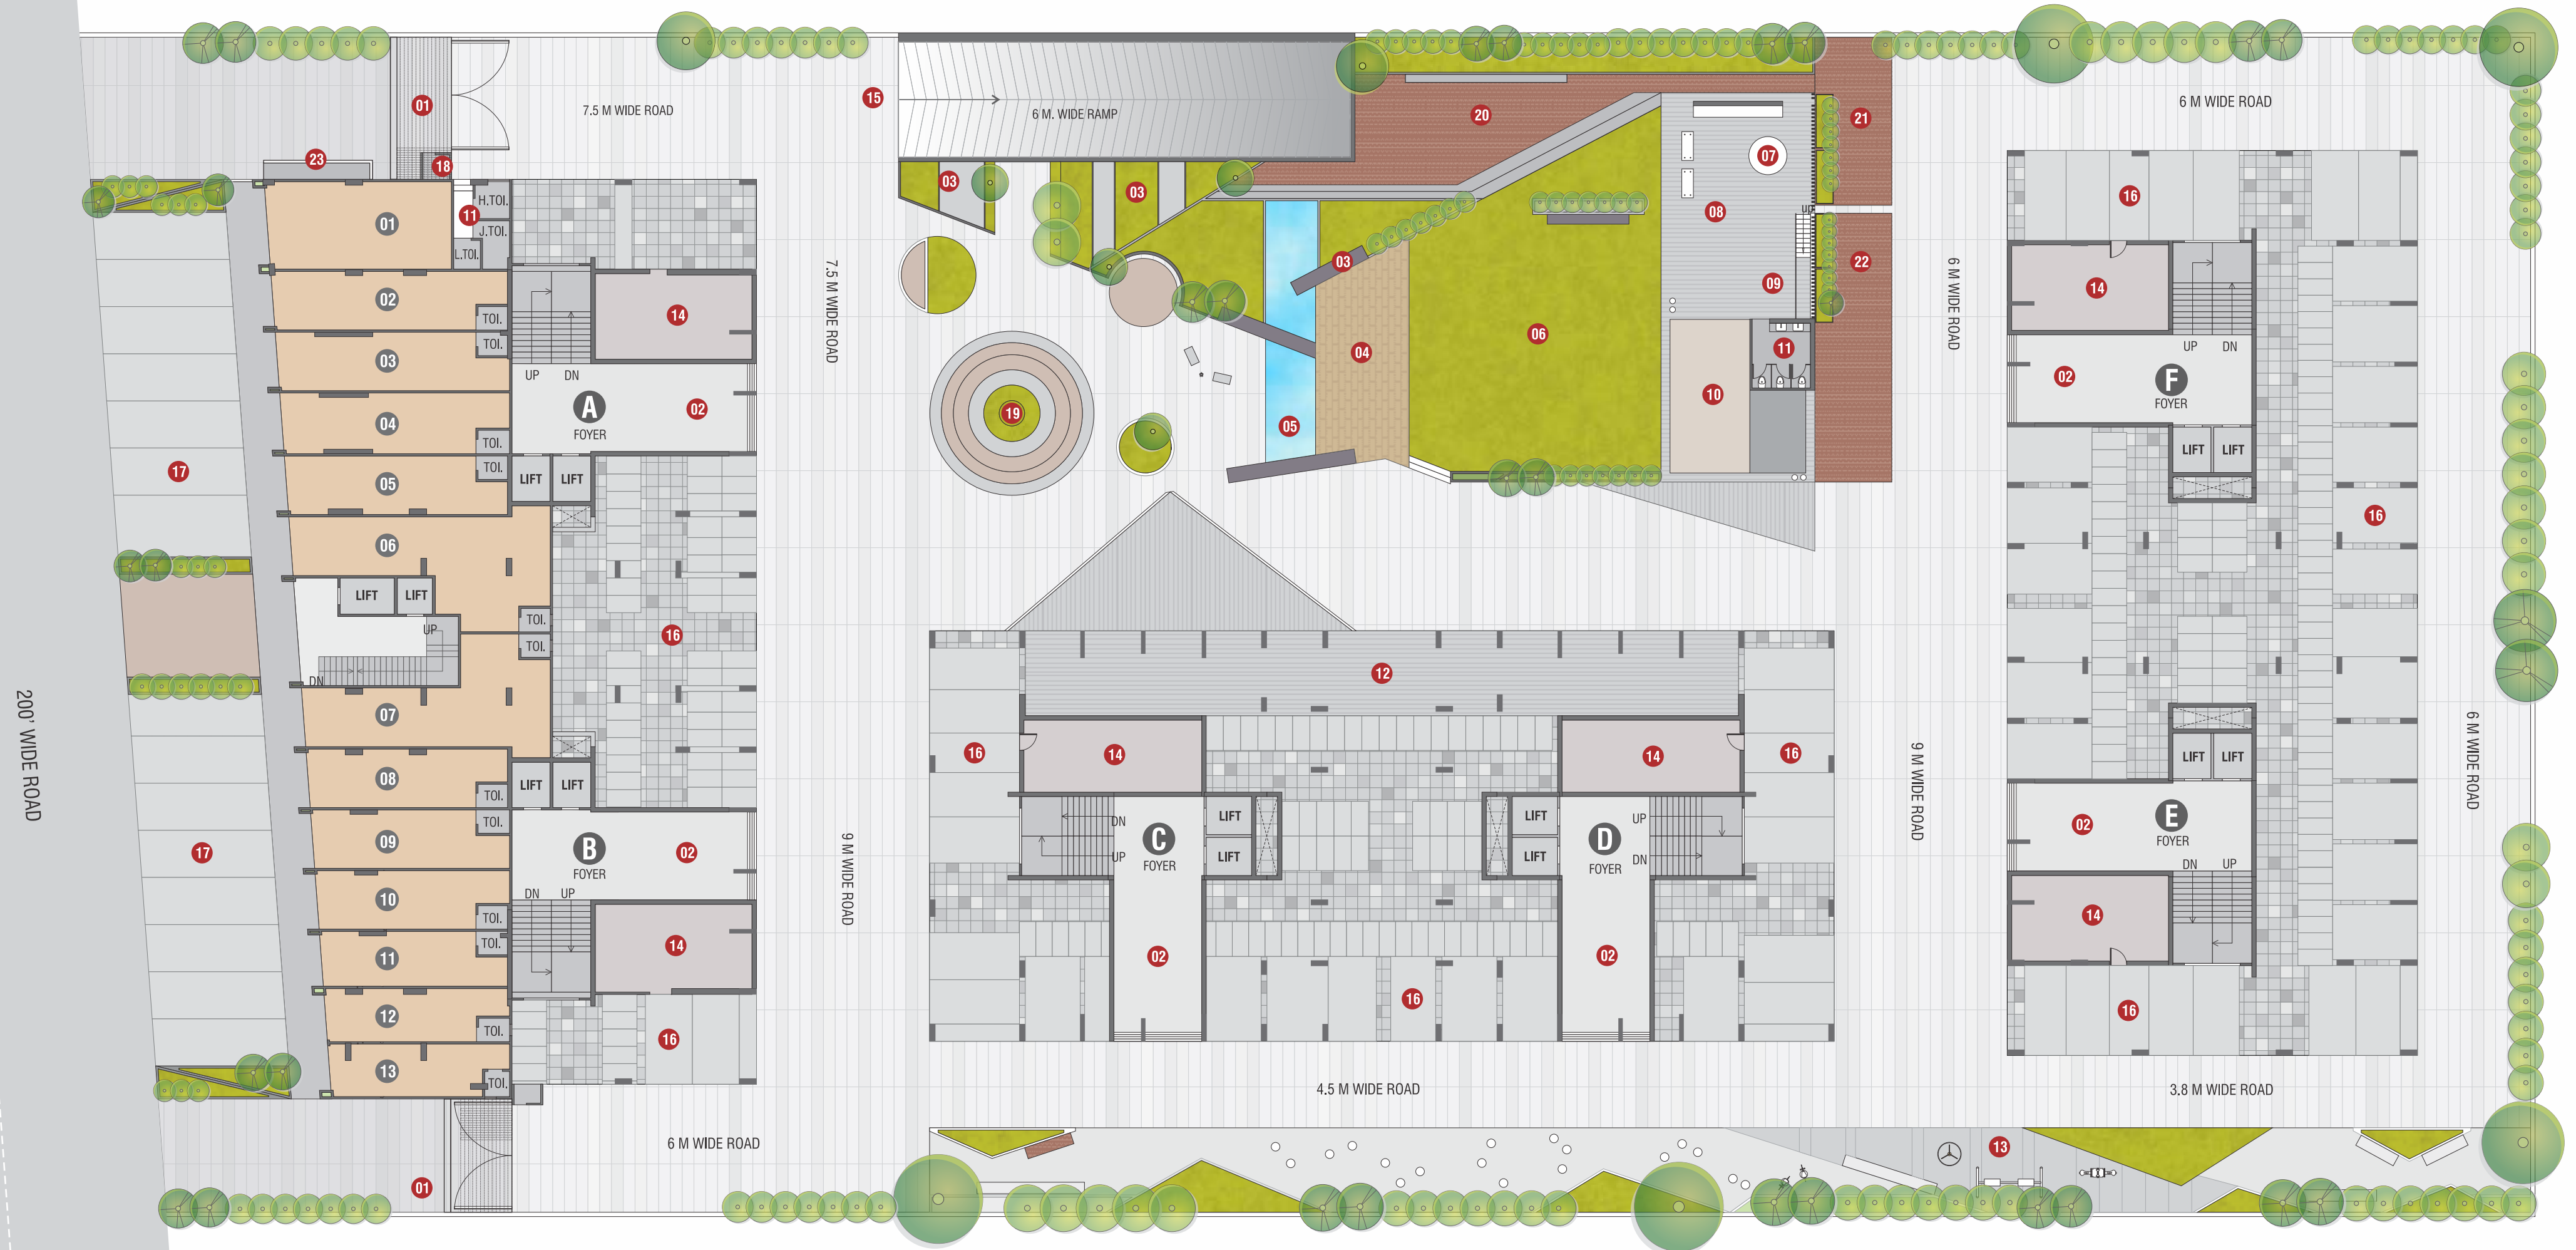 01
7.5 M WIDE ROAD
15
6 M. WIDE RAMP
20
21
6 M WIDE ROAD
23
18
03
03
07
01
11
H.TOI.
J.TOI.
L.TOI.
08
UP
16
02
TOI.
14
7.5 M WIDE ROAD
03
09
22
6 M WIDE ROAD
14
03
TOI.
04
06
11
UP
DN
UP
DN
02
F
FOYER
04
TOI.
A
FOYER
02
19
05
10
17
05
TOI.
LIFT
LIFT
LIFT
LIFT
16
06
LIFT
LIFT
UP
TOI.
TOI.
16
DN
12
200' WIDE ROAD
07
16
14
14
16
9 M WIDE ROAD
LIFT
LIFT
6 M WIDE ROAD
08
TOI.
LIFT
LIFT
17
09
TOI.
B
FOYER
02
9 M WIDE ROAD
DN
UP
C
FOYER
LIFT
LIFT
LIFT
LIFT
D
FOYER
UP
DN
02
E
FOYER
DN
UP
DN
UP
10
TOI.
14
11
TOI.
14
02
02
12
TOI.
16
16
16
13
TOI.
4.5 M WIDE ROAD
3.8 M WIDE ROAD
6 M WIDE ROAD
13
01